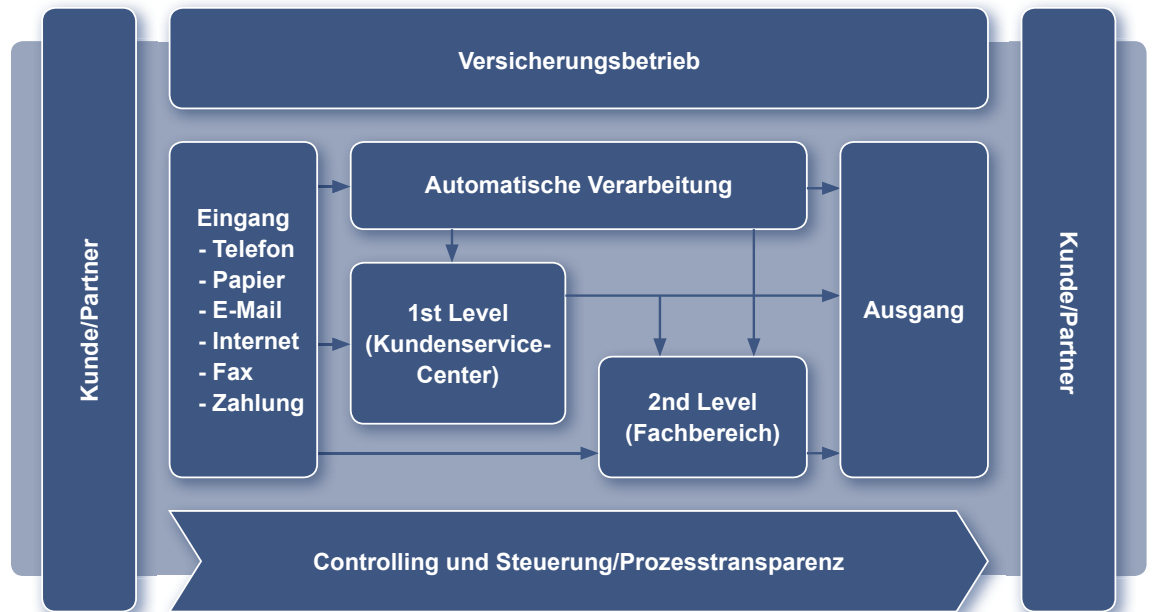 Versicherungsbetrieb
Kunde/Partner
Eingang
- Telefon
- Papier
- E-Mail
- Internet
- Fax
- Zahlung
Automatische Verarbeitung
1st Level
(Kundenservice-
Center)
2nd Level
(Fachbereich)
Ausgang
Kunde/Partner
Controlling und Steuerung/Prozesstransparenz